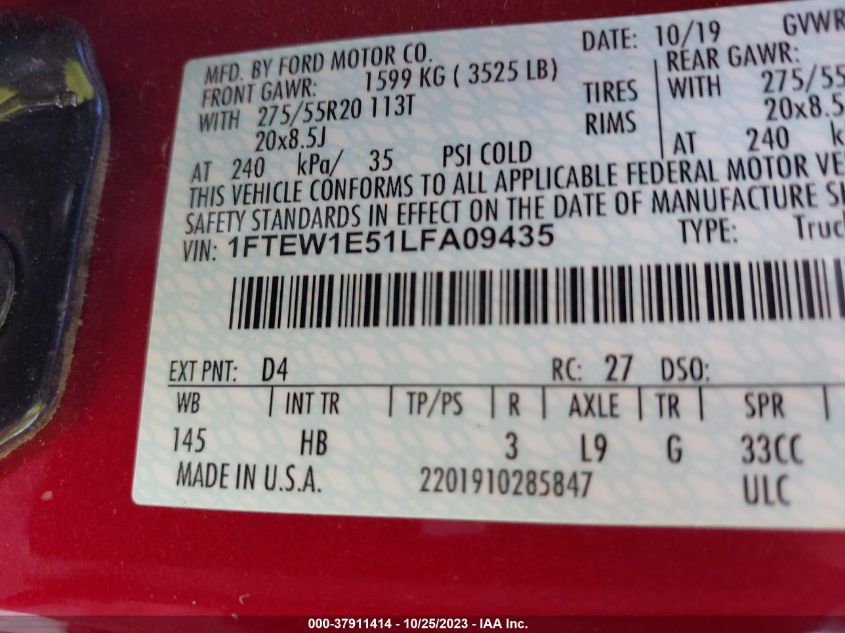 DATE: 10/19 GVWR
MFD. BY FORD MOTOR CO.
FRONT GAWR: 1599 KG ( 3525 LB) REAR GAWR:
WITH 275/55R20 113T TIRES WITH 275/55
20x8.5J RIMS 20x8.5
AT 240 kPa/ 35 PSI COLD AT 240
THIS VEHICLE CONFORMS TO ALL APPLICABLE FEDERAL MOTOR VE
SAFETY STANDARDS IN EFFECT ON THE DATE OF MANUFACTURE SH
VIN: 1FTEW1E51LFA09435 TYPE: Truc
EXT PNT: D4 RC: 27 DSO:
WB INT TR TP/PS R AXLE TR SPR
145 HB 3 L9 G 33CC
MADE IN U.S.A. 2201910285847 ULC
000-37911414 - 10/25/2023 - IAA Inc.